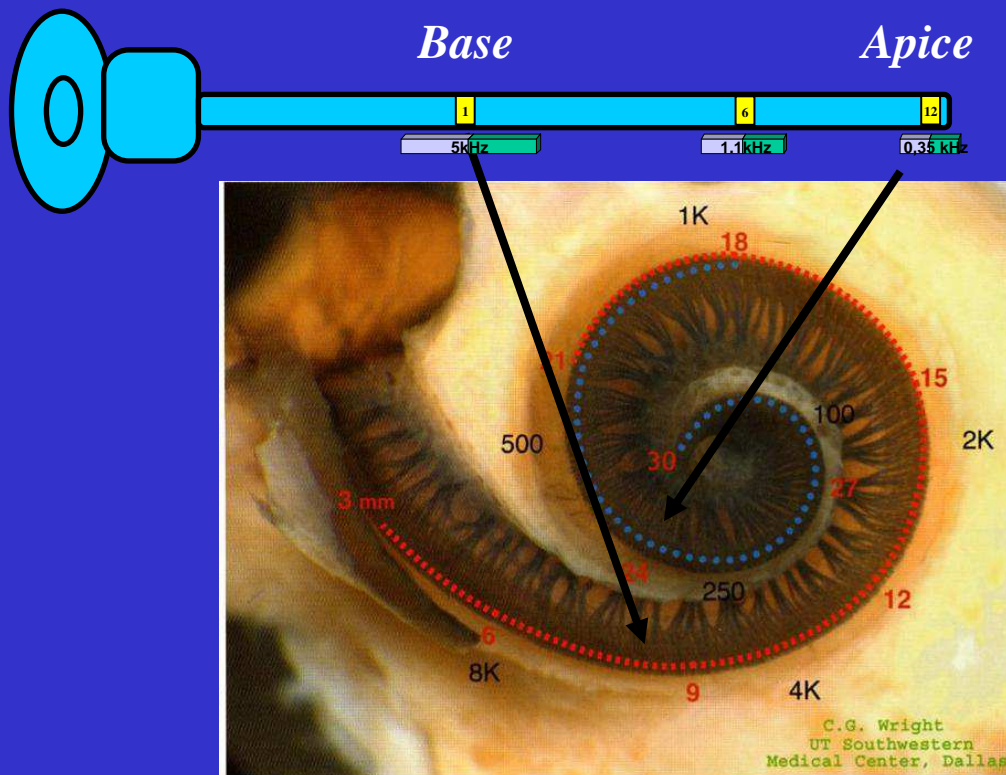 Base
Apice
1
6
12
5kHz
1.1kHz
0,35 kHz
1K
18
21
15
500
100
2K
30
27
3 mm
24
250
12
6
8K
9
4K
C.G. Wright
UT Southwestern
Medical Center, Dallas